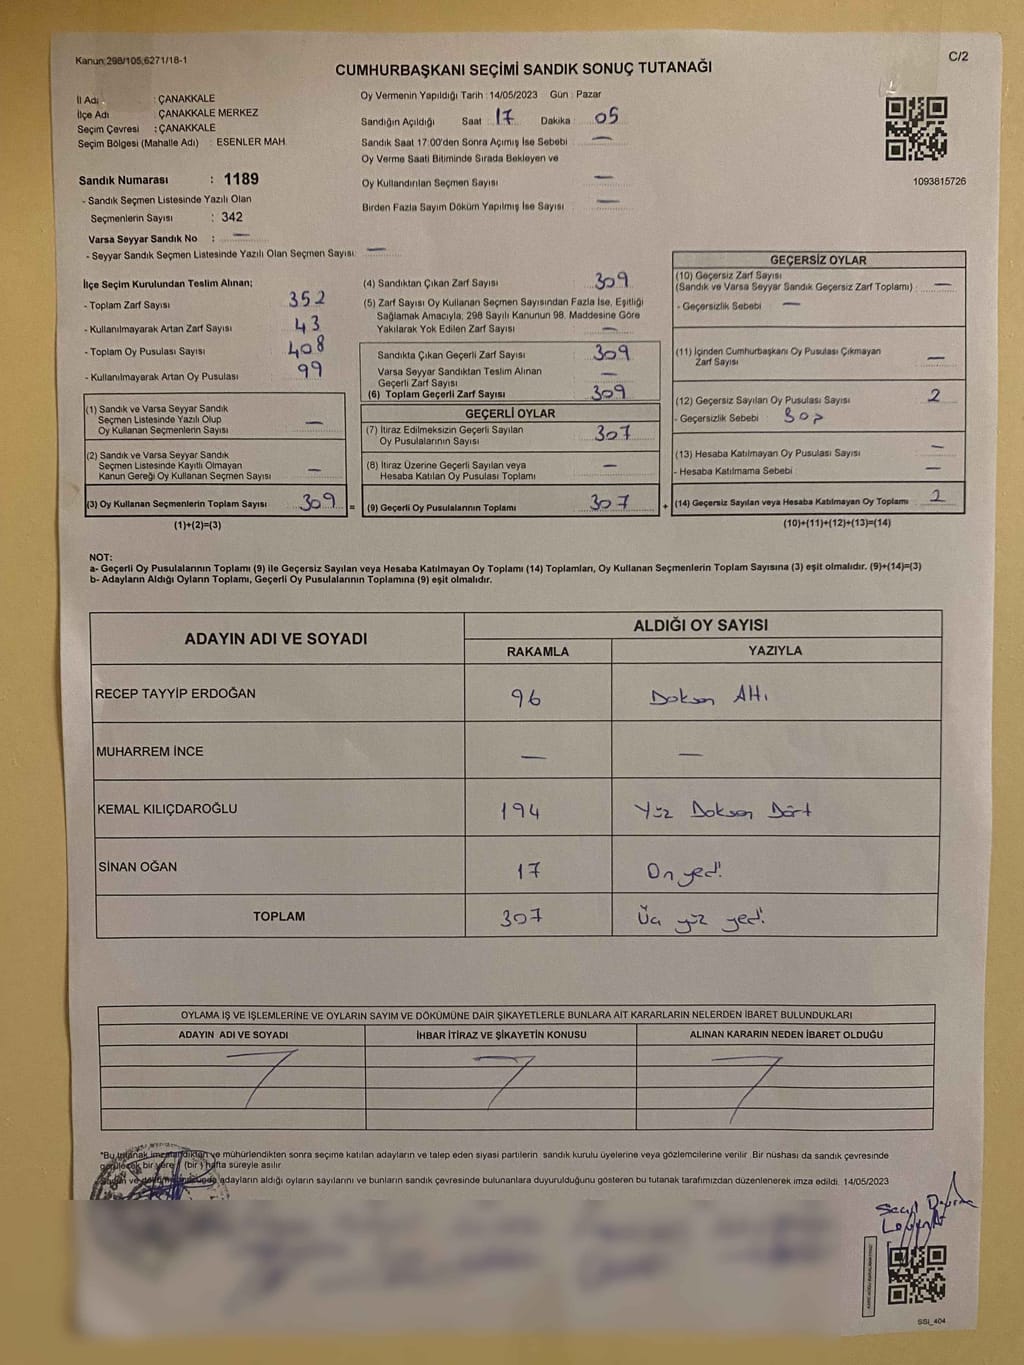 Kanun;298/105,6271/18-1
C/2
CUMHURBAŞKANI SEÇİMİ SANDIK SONUÇ TUTANAĞI
İl Adı : ÇANAKKALE
İlçe Adı : ÇANAKKALE MERKEZ
Seçim Çevresi : ÇANAKKALE
Seçim Bölgesi (Mahalle Adı) : ESENLER MAH.
Oy Vermenin Yapıldığı Tarih : 14/05/2023 Gün : Pazar
Sandığın Açıldığı Saat : 17 Dakika : 05
Sandık Saat 17:00'den Sonra Açımış İse Sebebi : —
Oy Verme Saati Bitiminde Sırada Bekleyen ve
Oy Kullandırılan Seçmen Sayısı —
Birden Fazla Sayım Döküm Yapılmış İse Sayısı —
1093815726
Sandık Numarası : 1189
- Sandık Seçmen Listesinde Yazılı Olan
Seçmenlerin Sayısı : 342
Varsa Seyyar Sandık No : —
- Seyyar Sandık Seçmen Listesinde Yazılı Olan Seçmen Sayısı: —
İlçe Seçim Kurulundan Teslim Alınan;
- Toplam Zarf Sayısı 352
- Kullanılmayarak Artan Zarf Sayısı 43
- Toplam Oy Pusulası Sayısı 408
- Kullanılmayarak Artan Oy Pusulası 99
(1) Sandık ve Varsa Seyyar Sandık
Seçmen Listesinde Yazılı Olup
Oy Kullanan Seçmenlerin Sayısı —
(2) Sandık ve Varsa Seyyar Sandık
Seçmen Listesinde Kayıtlı Olmayan
Kanun Gereği Oy Kullanan Seçmen Sayısı —
(3) Oy Kullanan Seçmenlerin Toplam Sayısı 309 =
(1)+(2)=(3)
(4) Sandıktan Çıkan Zarf Sayısı 309
(5) Zarf Sayısı Oy Kullanan Seçmen Sayısından Fazla İse, Eşitliği
Sağlamak Amacıyla, 298 Sayılı Kanunun 98. Maddesine Göre
Yakılarak Yok Edilen Zarf Sayısı —
Sandıkta Çıkan Geçerli Zarf Sayısı 309
Varsa Seyyar Sandıktan Teslim Alınan
Geçerli Zarf Sayısı —
(6) Toplam Geçerli Zarf Sayısı 309
GEÇERLİ OYLAR
(7) İtiraz Edilmeksizin Geçerli Sayılan
Oy Pusulalarının Sayısı 307
(8) İtiraz Üzerine Geçerli Sayılan veya
Hesaba Katılan Oy Pusulası Toplamı —
(9) Geçerli Oy Pusulalarının Toplamı 307 +
GEÇERSİZ OYLAR
(10) Geçersiz Zarf Sayısı
(Sandık ve Varsa Seyyar Sandık Geçersiz Zarf Toplamı) : —
- Geçersizlik Sebebi : —
(11) İçinden Cumhurbaşkanı Oy Pusulası Çıkmayan
Zarf Sayısı —
(12) Geçersiz Sayılan Oy Pusulası Sayısı 2
- Geçersizlik Sebebi :
(13) Hesaba Katılmayan Oy Pusulası Sayısı —
- Hesaba Katılmama Sebebi : —
(14) Geçersiz Sayılan veya Hesaba Katılmayan Oy Toplamı 2
(10)+(11)+(12)+(13)=(14)
NOT:
a- Geçerli Oy Pusulalarının Toplamı (9) ile Geçersiz Sayılan veya Hesaba Katılmayan Oy Toplamı (14) Toplamları, Oy Kullanan Seçmenlerin Toplam Sayısına (3) eşit olmalıdır. (9)+(14)=(3)
b- Adayların Aldığı Oyların Toplamı, Geçerli Oy Pusulalarının Toplamına (9) eşit olmalıdır.
ADAYIN ADI VE SOYADI
ALDIĞI OY SAYISI
RAKAMLA YAZIYLA
RECEP TAYYİP ERDOĞAN 96 Doksan Altı
MUHARREM İNCE — —
KEMAL KILIÇDAROĞLU 194 Yüz Doksan Dört
SİNAN OĞAN 17 On yedi
TOPLAM 307 Üç yüz yedi
OYLAMA İŞ VE İŞLEMLERİNE VE OYLARIN SAYIM VE DÖKÜMÜNE DAİR ŞİKAYETLERLE BUNLARA AİT KARARLARIN NELERDEN İBARET BULUNDUKLARI
ADAYIN ADI VE SOYADI İHBAR İTİRAZ VE ŞİKAYETİN KONUSU ALINAN KARARIN NEDEN İBARET OLDUĞU
*Bu tutanak imzalandıktan ve mühürlendikten sonra seçime katılan adayların ve talep eden siyasi partilerin sandık kurulu üyelerine veya gözlemcilerine verilir .Bir nüshası da sandık çevresinde
görülecek bir yere (bir) hafta süreyle asılır
adayların aldığı oyların sayılarını ve bunların sandık çevresinde bulunanlara duyurulduğunu gösteren bu tutanak tarafımızdan düzenlenerek imza edildi. 14/05/2023
SSI_404